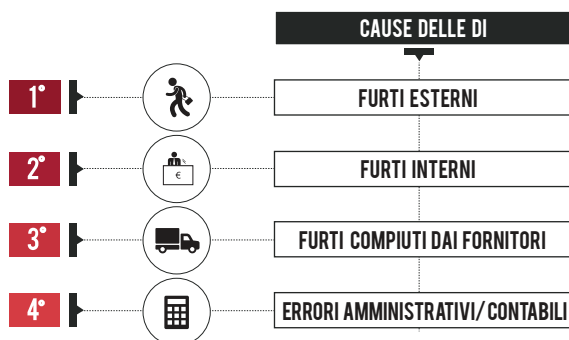 CAUSE DELLE DI
1°
FURTI ESTERNI
2°
€
FURTI INTERNI
3°
FURTI COMPIUTI DAI FORNITORI
4°
ERRORI AMMINISTRATIVI/CONTABILI